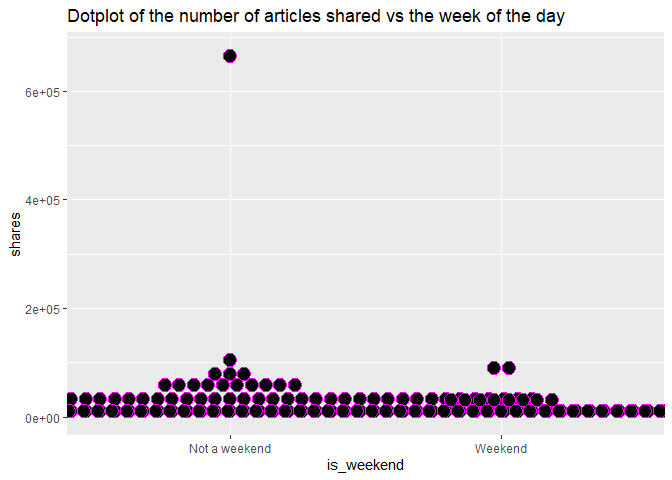 Dotplot of the number of articles shared vs the week of the day
6e+05
4e+05
2e+05
0e+00
shares
Not a weekend
Weekend
is_weekend